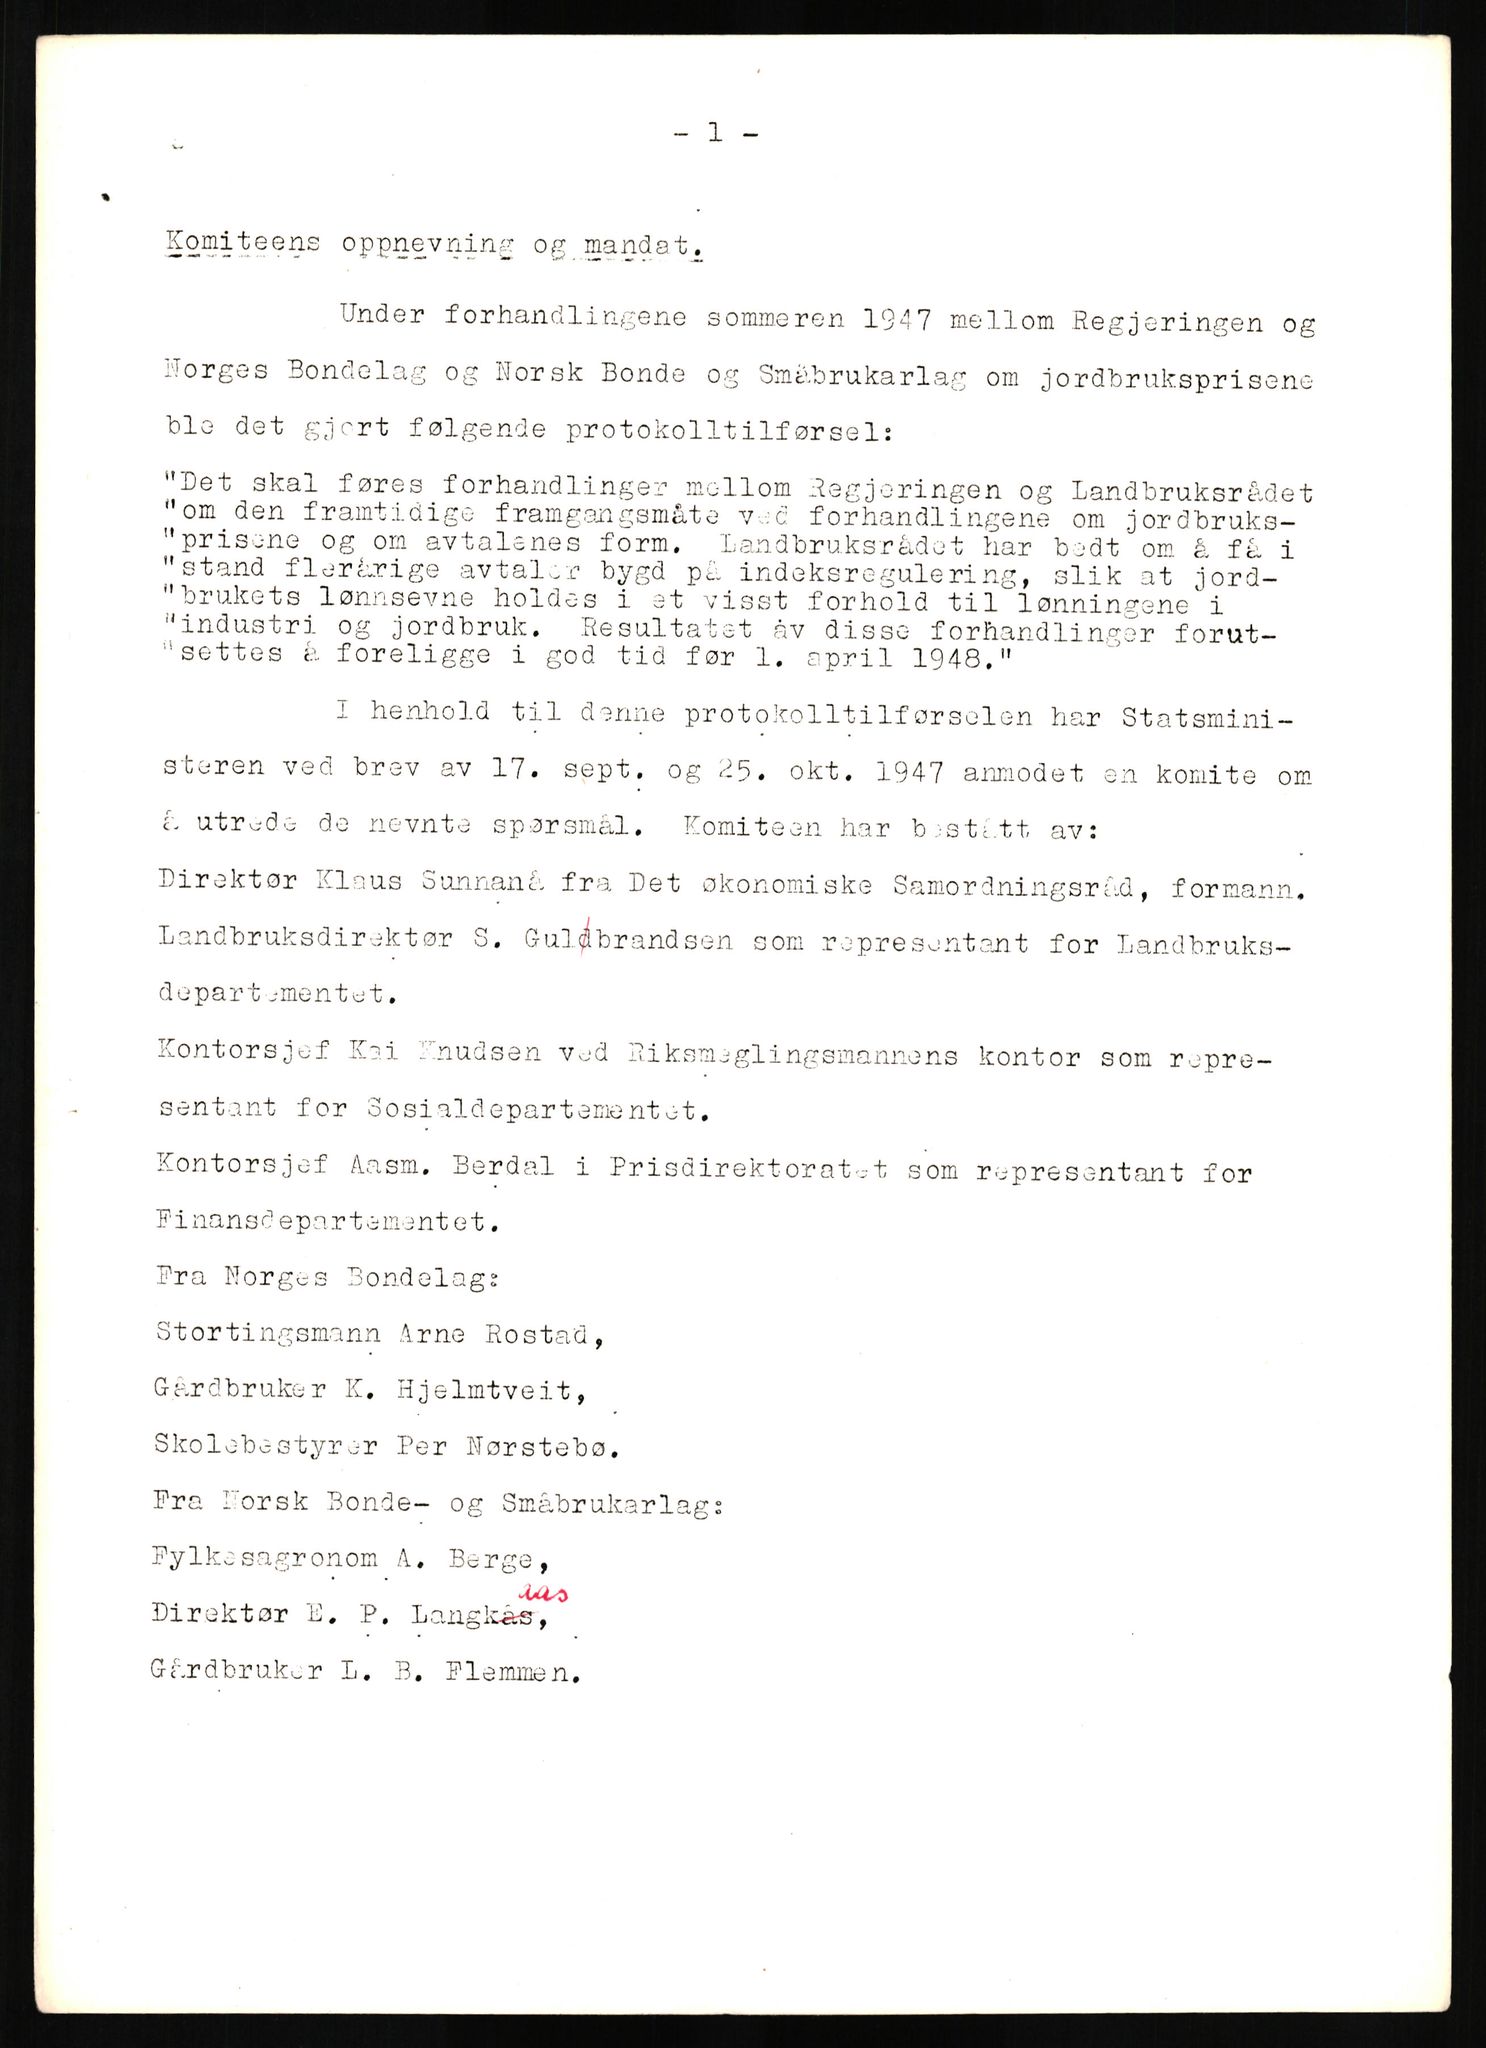 - 1 -
Komiteens oppnevning og mandat.
Under forhandlingene sommeren 1947 mellom Regjeringen og
Norges Bondelag og Norsk Bonde og Småbrukarlag om jordbruksprisene
ble det gjort følgende protokolltilførsel:
"Det skal føres forhandlinger mellom Regjeringen og Landbruksrådet
"om den framtidige framgangsmåte ved forhandlingene om jordbruks-
"prisene og om avtalenes form. Landbruksrådet har bedt om å få i
"stand flerårige avtaler bygd på indeksregulering, slik at jord-
"brukets lønnsevne holdes i et visst forhold til lønningene i
"industri og jordbruk. Resultatet av disse forhandlinger forut-
"settes å foreligge i god tid før 1. april 1948."
I henhold til denne protokolltilførselen har Statsmini-
steren ved brev av 17. sept. og 25. okt. 1947 anmodet en komite om
å utrede de nevnte spørsmål. Komiteen har bestått av:
Direktør Klaus Sunnanå fra Det økonomiske Samordningsråd, formann.
Landbruksdirektør S. Guldbrandsen som representant for Landbruks-
departementet.
Kontorsjef Kai Knudsen ved Riksmeglingsmannens kontor som repre-
sentant for Sosialdepartementet.
Kontorsjef Aasm. Berdal i Prisdirektoratet som representant for
Finansdepartementet.
Fra Norges Bondelag:
Stortingsmann Arne Rostad,
Gårdbruker K. Hjelmtveit,
Skolebestyrer Per Nørstebø.
Fra Norsk Bonde- og Småbrukarlag:
Fylkesagronom A. Berge,
aas
Direktør E. P. Langkås,
Gårdbruker L. B. Flemmen.